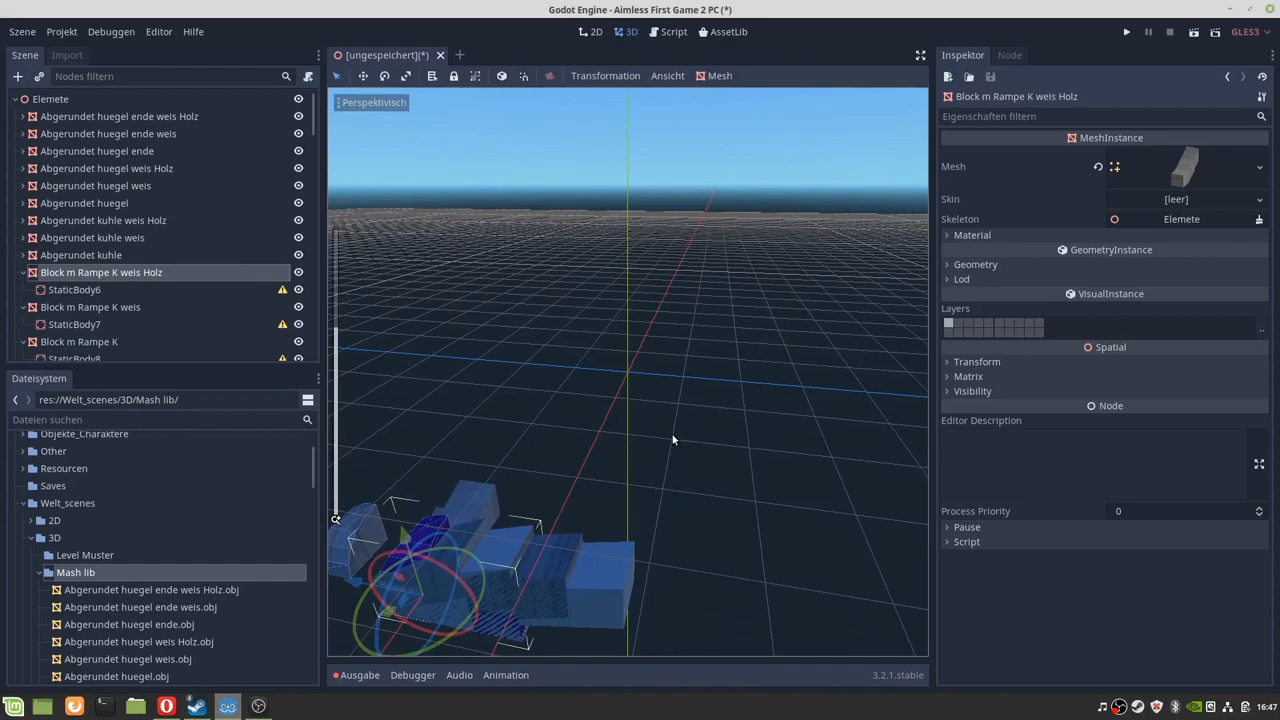 Godot Engine - Aimless First Game 2 PC (*)
Szene Projekt Debuggen Editor Hilfe
2D 3D Script AssetLib
GLES3
Szene Import
Nodes filtern
Elemete
Abgerundet huegel ende weis Holz
Abgerundet huegel ende weis
Abgerundet huegel ende
Abgerundet huegel weis Holz
Abgerundet huegel weis
Abgerundet huegel
Abgerundet kuhle weis Holz
Abgerundet kuhle weis
Abgerundet kuhle
Block m Rampe K weis Holz
StaticBody6
Block m Rampe K weis
StaticBody7
Block m Rampe K
StaticBody8
Dateisystem
res://Welt_scenes/3D/Mash lib/
Dateien suchen
Objekte_Charaktere
Other
Resourcen
Saves
Welt_scenes
2D
3D
Level Muster
Mash lib
Abgerundet huegel ende weis Holz.obj
Abgerundet huegel ende weis.obj
Abgerundet huegel ende.obj
Abgerundet huegel weis Holz.obj
Abgerundet huegel weis.obj
Abgerundet huegel.obj
[ungespeichert](*)
Transformation Ansicht Mesh
Perspektivisch
Ausgabe Debugger Audio Animation
3.2.1.stable
Inspektor Node
Block m Rampe K weis Holz
Eigenschaften filtern
MeshInstance
Mesh
Skin [leer]
Skeleton Elemete
Material
GeometryInstance
Geometry
Lod
VisualInstance
Layers
..
Spatial
Transform
Matrix
Visibility
Node
Editor Description
Process Priority 0
Pause
Script
16:47